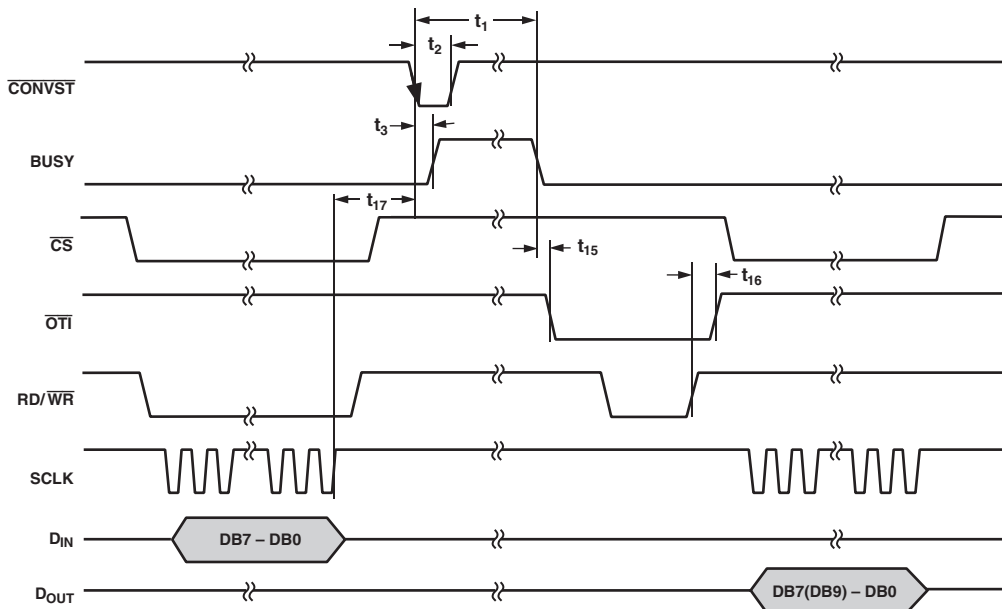 t1
t2
CONVST
t3
BUSY
t17
CS
t15
t16
OTI
RD/WR
SCLK
DIN
DB7 – DB0
DOUT
DB7(DB9) – DB0